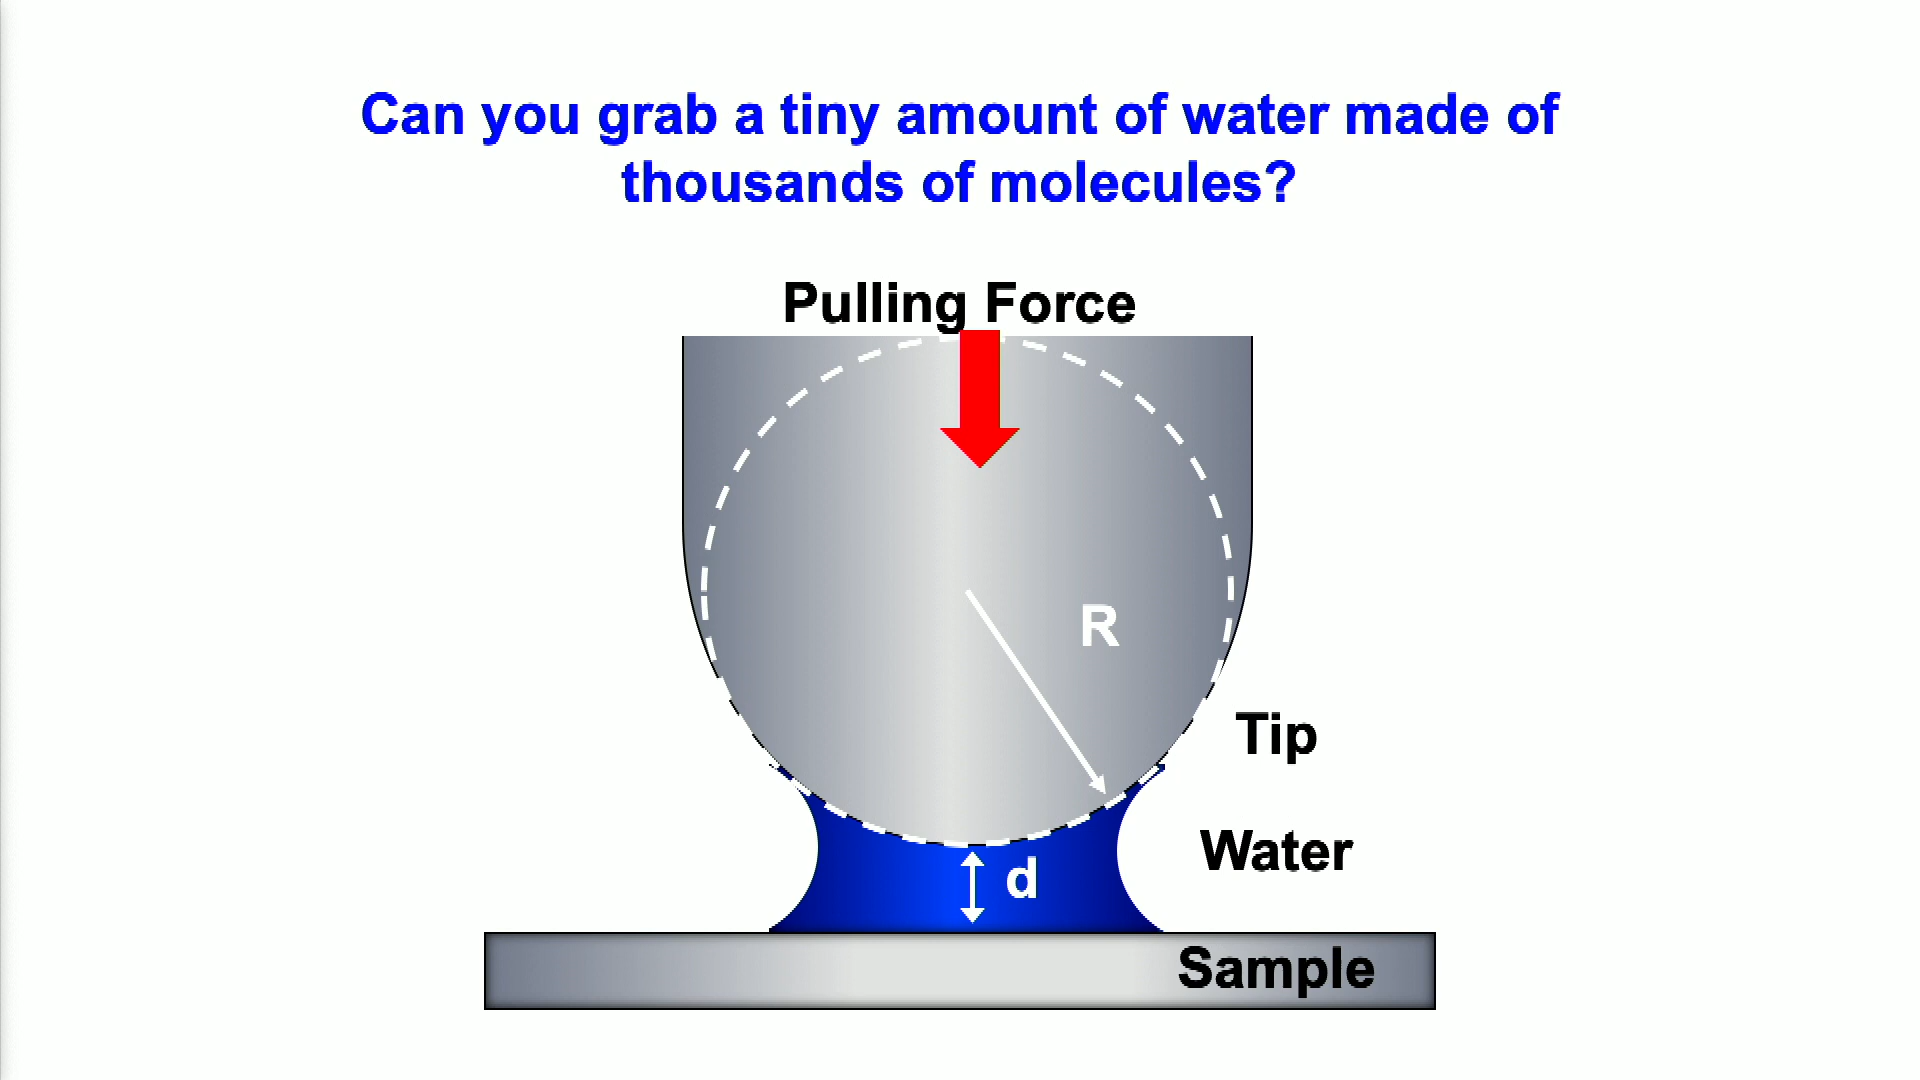 Can you grab a tiny amount of water made of
thousands of molecules?
Pulling Force
R
Tip
Water
d
Sample